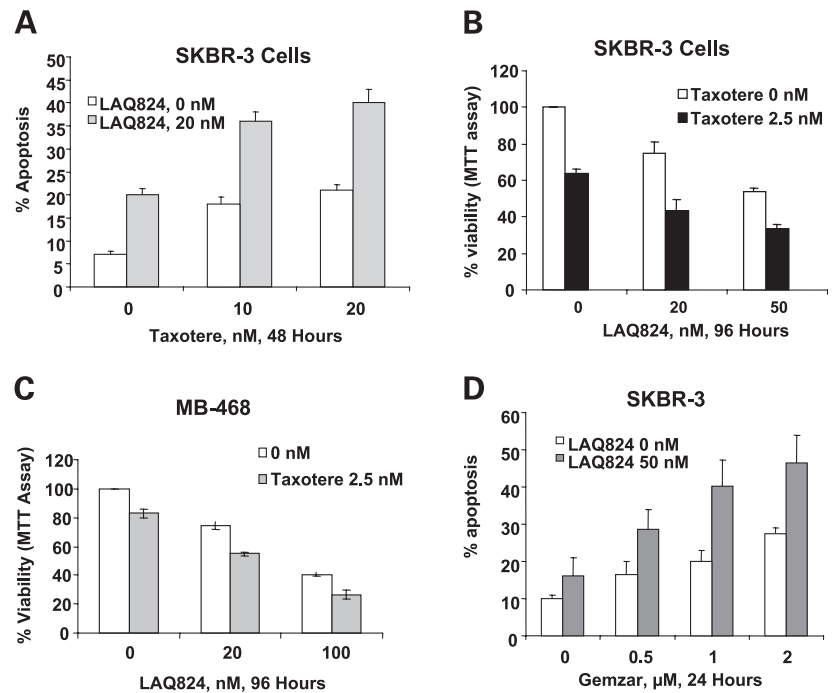 A
SKBR-3 Cells
LAQ824, 0 nM
LAQ824, 20 nM
% Apoptosis
50
45
40
35
30
25
20
15
10
5
0
0 10 20
Taxotere, nM, 48 Hours
B
SKBR-3 Cells
Taxotere 0 nM
Taxotere 2.5 nM
% viability (MTT assay)
120
100
80
60
40
20
0
0 20 50
LAQ824, nM, 96 Hours
C
MB-468
0 nM
Taxotere 2.5 nM
% Viability (MTT Assay)
120
100
80
60
40
20
0
0 20 100
LAQ824, nM, 96 Hours
D
SKBR-3
LAQ824 0 nM
LAQ824 50 nM
% apoptosis
60
50
40
30
20
10
0
0 0.5 1 2
Gemzar, µM, 24 Hours